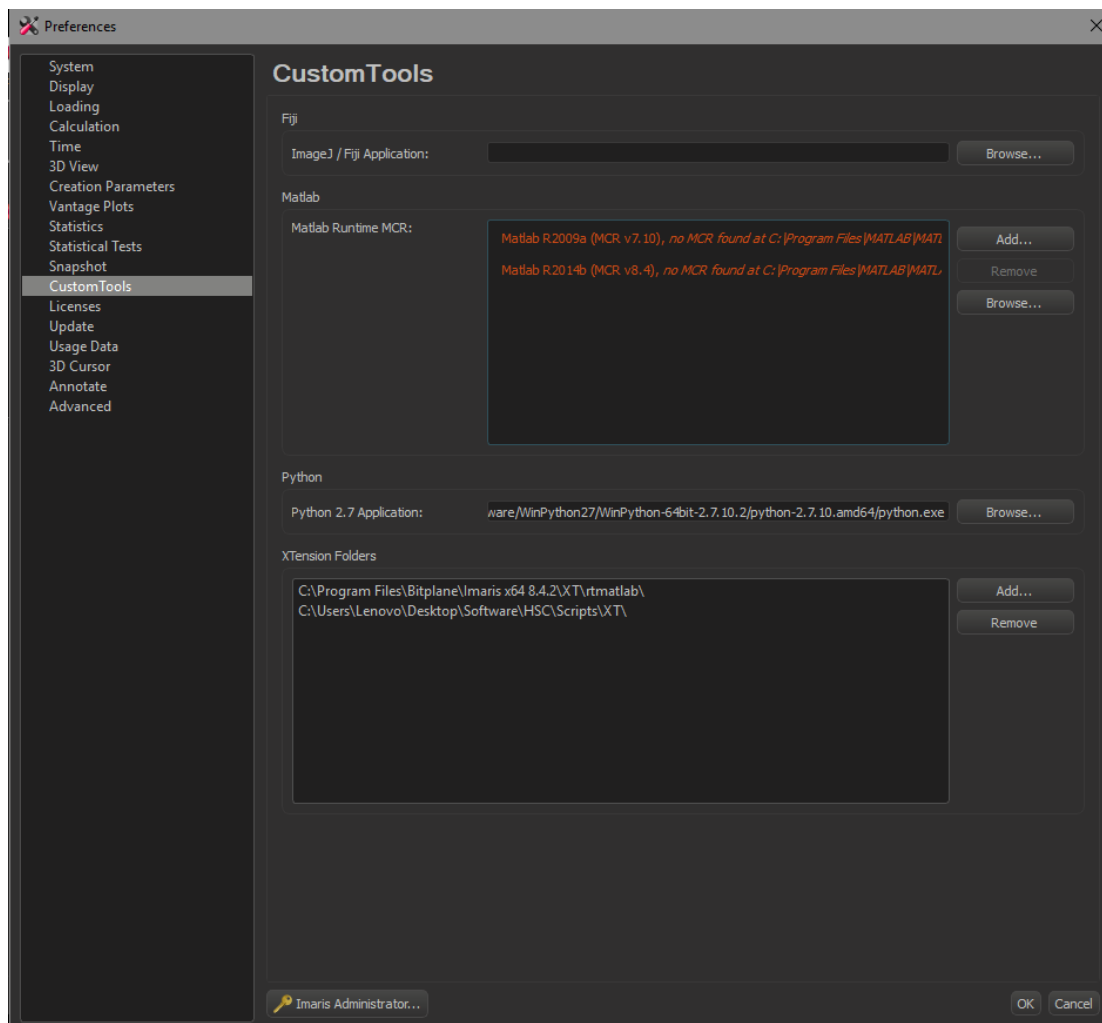 Preferences
System
Display
Loading
Calculation
Time
3D View
Creation Parameters
Vantage Plots
Statistics
Statistical Tests
Snapshot
CustomTools
Licenses
Update
Usage Data
3D Cursor
Annotate
Advanced
CustomTools
Fiji
ImageJ / Fiji Application:
Browse...
Matlab
Matlab Runtime MCR:
Matlab R2009a (MCR v7.10), no MCR found at C:\Program Files\MATLAB\MATL
Matlab R2014b (MCR v8.4), no MCR found at C:\Program Files\MATLAB\MATL
Add...
Remove
Browse...
Python
Python 2.7 Application:
ware/WinPython27/WinPython-64bit-2.7.10.2/python-2.7.10.amd64/python.exe
Browse...
XTension Folders
C:\Program Files\Bitplane\Imaris x64 8.4.2\XT\rtmatlab\
C:\Users\Lenovo\Desktop\Software\HSC\Scripts\XT\
Add...
Remove
Imaris Administrator...
OK
Cancel